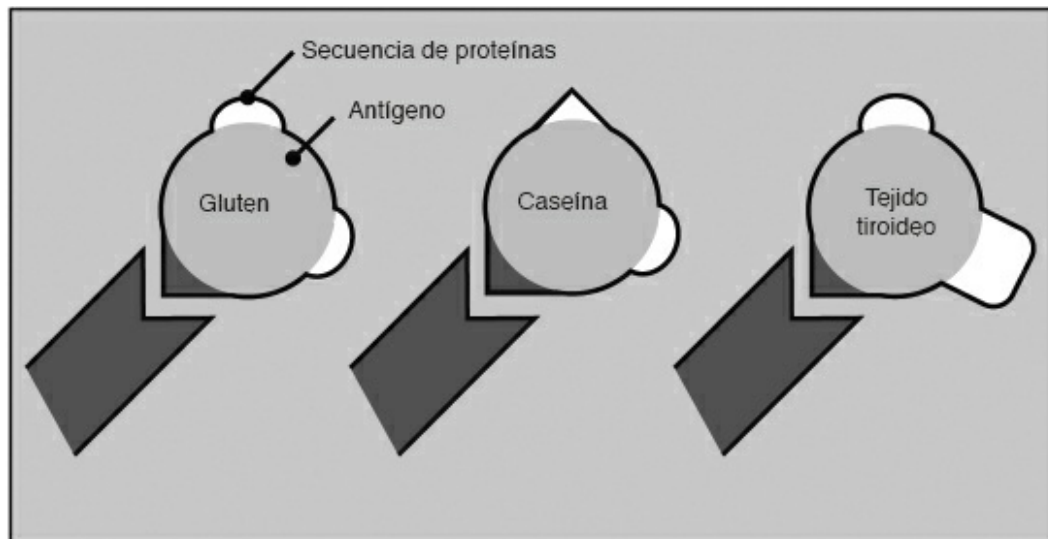 Secuencia de proteínas
Antígeno
Gluten
Caseína
Tejido
tiroideo